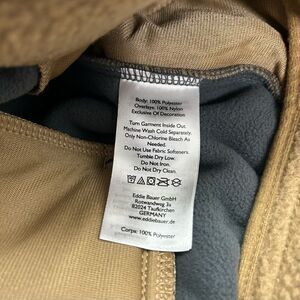 Body: 100% Polyester
Overlays: 100% Nylon
Exclusive Of Decoration
Turn Garment Inside Out
Machine Wash Cold Separately.
Only Non-Chlorine Bleach As
Needed.
Do Not Use Fabric Softeners.
Tumble Dry Low.
Do Not Iron.
Do Not Dry Clean.
Eddie Bauer GmbH
Rotwandweg 3a
82024 Taufkirchen
GERMANY
www.eddiebauer.de
Corps: 100% Polyester